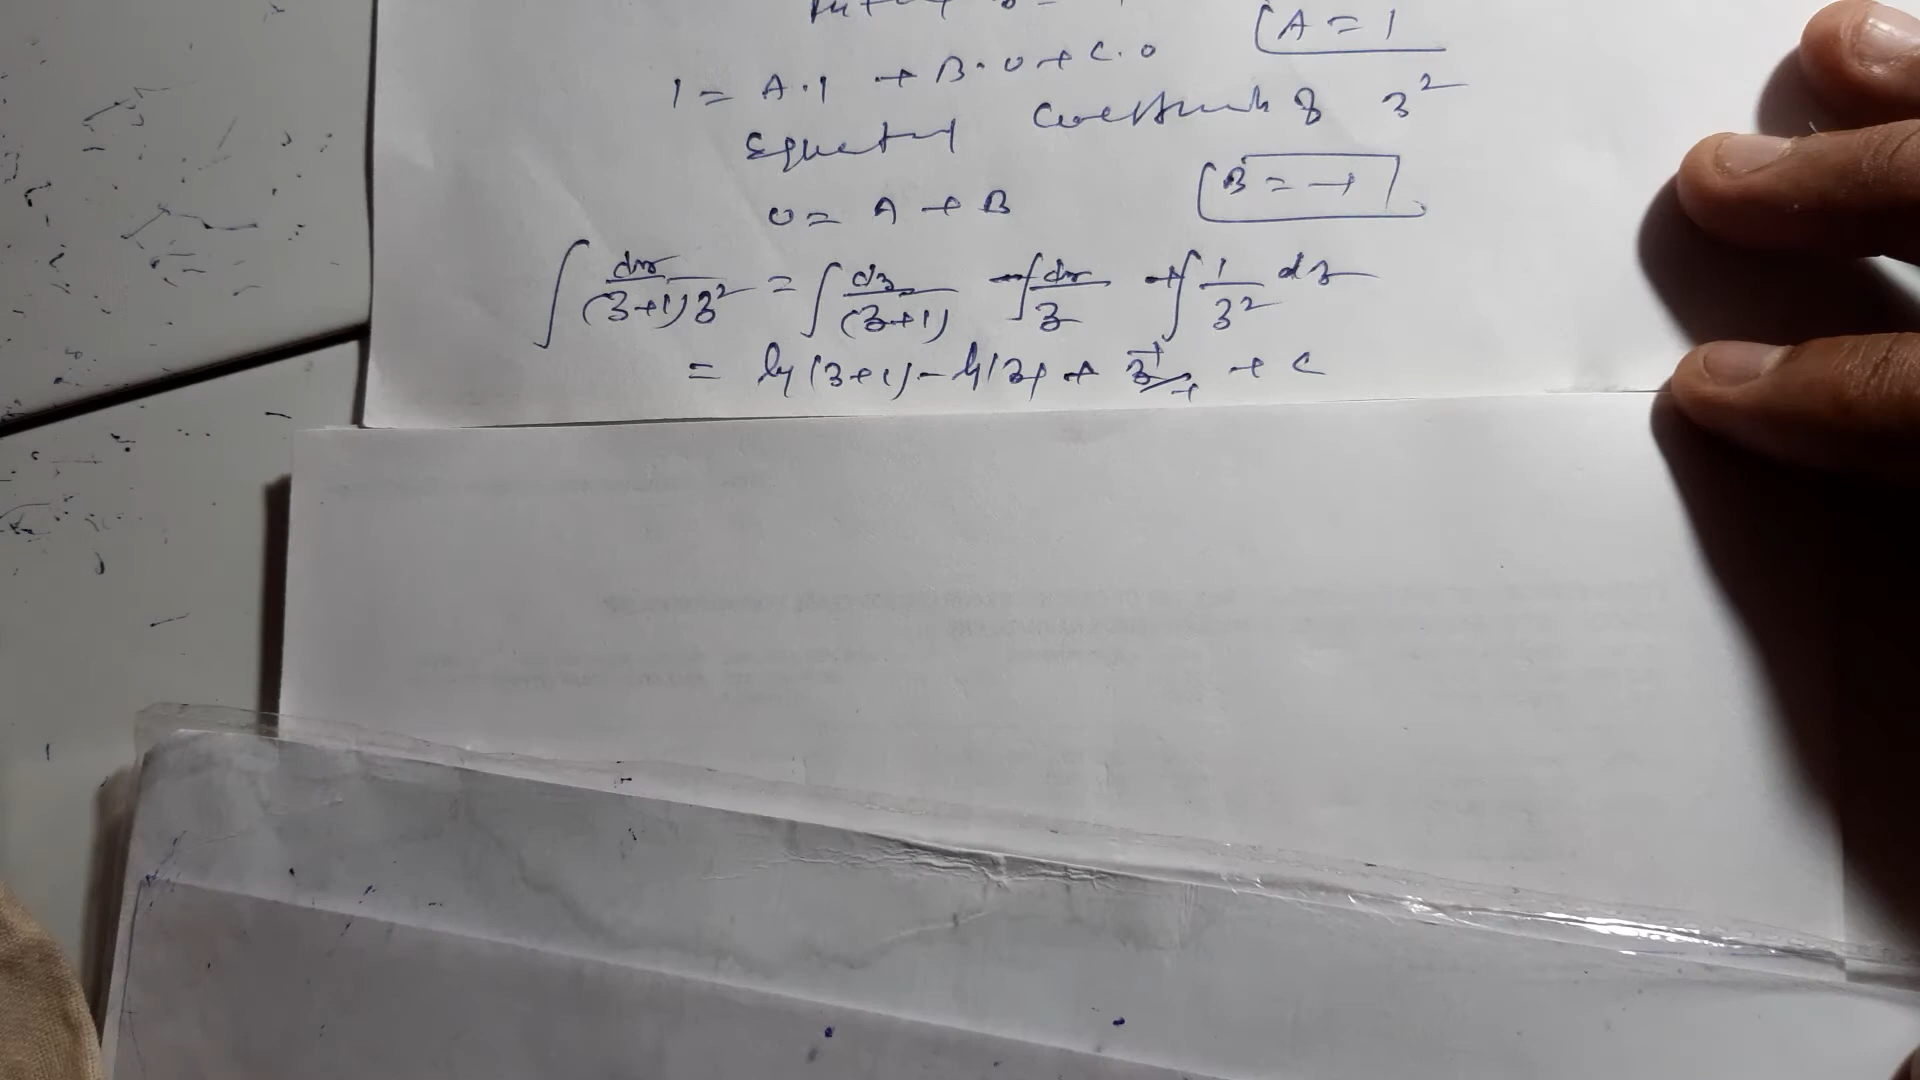 A = 1
1 = A.1 + B.0 + C.0
Equating Coefficients of z²
0 = A + B B = -1
∫ dz/(z+1)z² = ∫ dz/(z+1) - ∫ dz/z + ∫ 1/z² dz
= log(z+1) - log(z) + z⁻¹/-1 + C